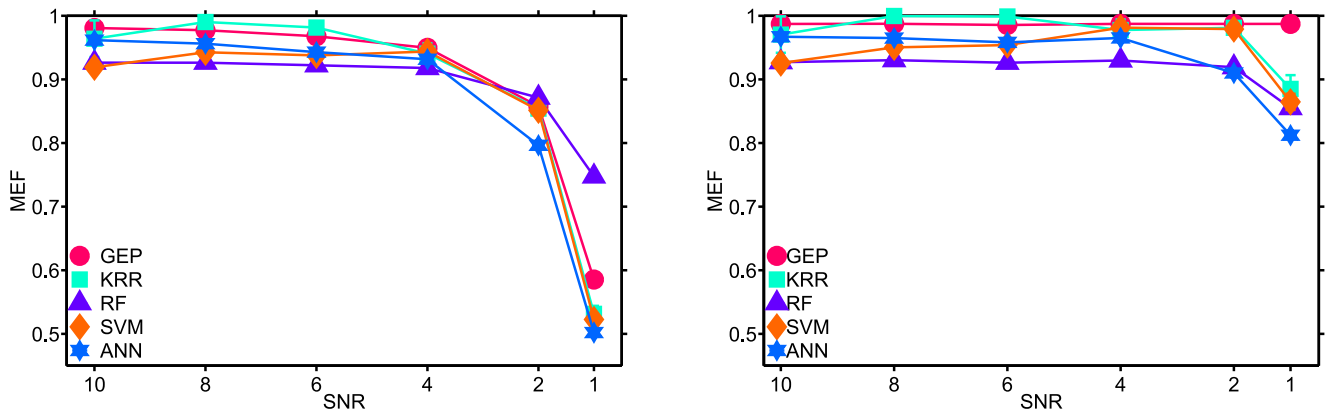 1
0.9
0.8
0.7
0.6
0.5
MEF
GEP
KRR
RF
SVM
ANN
10 8 6 4 2 1
SNR
1
0.9
0.8
0.7
0.6
0.5
MEF
GEP
KRR
RF
SVM
ANN
10 8 6 4 2 1
SNR